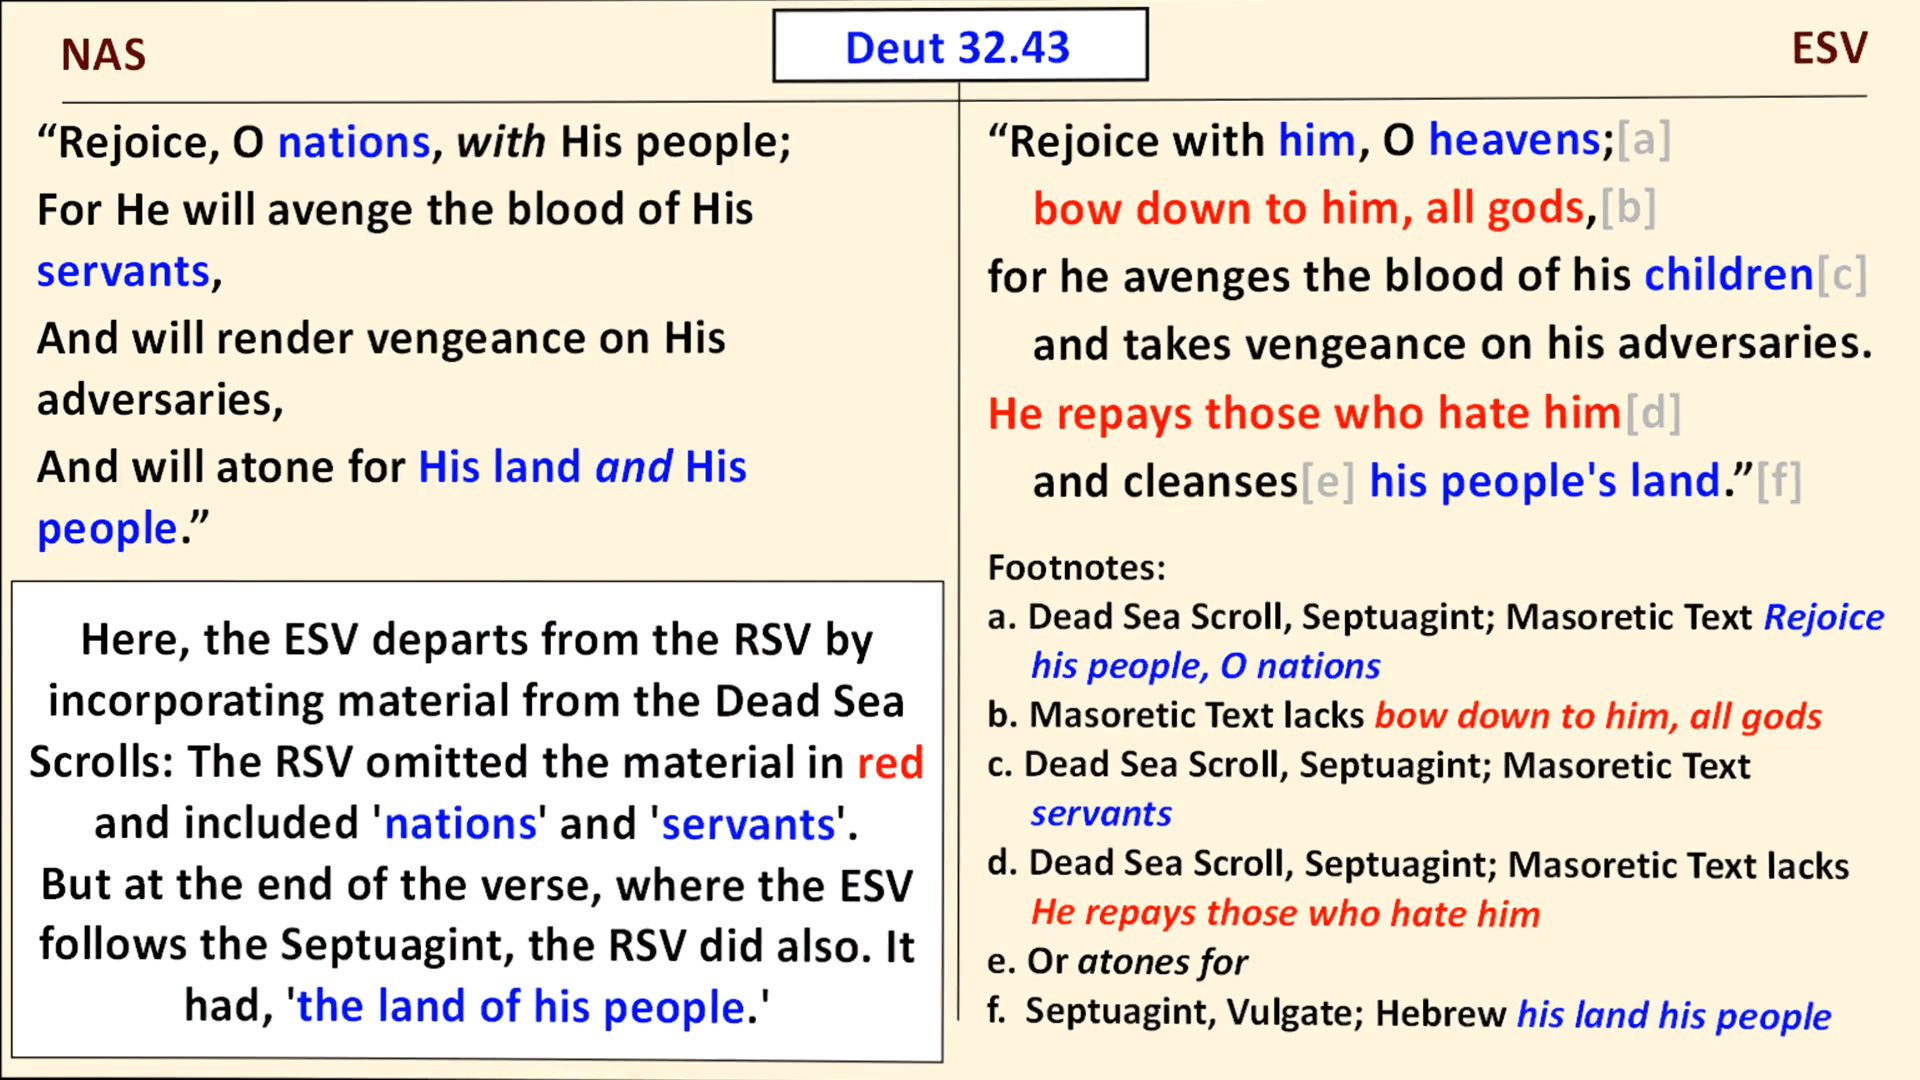 NAS
Deut 32.43
ESV
“Rejoice, O nations, with His people;
For He will avenge the blood of His
servants,
And will render vengeance on His
adversaries,
And will atone for His land and His
people.”
Here, the ESV departs from the RSV by
incorporating material from the Dead Sea
Scrolls: The RSV omitted the material in red
and included 'nations' and 'servants'.
But at the end of the verse, where the ESV
follows the Septuagint, the RSV did also. It
had, 'the land of his people.'
“Rejoice with him, O heavens;[a]
bow down to him, all gods,[b]
for he avenges the blood of his children[c]
and takes vengeance on his adversaries.
He repays those who hate him[d]
and cleanses[e] his people's land.”[f]
Footnotes:
a. Dead Sea Scroll, Septuagint; Masoretic Text Rejoice
his people, O nations
b. Masoretic Text lacks bow down to him, all gods
c. Dead Sea Scroll, Septuagint; Masoretic Text
servants
d. Dead Sea Scroll, Septuagint; Masoretic Text lacks
He repays those who hate him
e. Or atones for
f. Septuagint, Vulgate; Hebrew his land his people